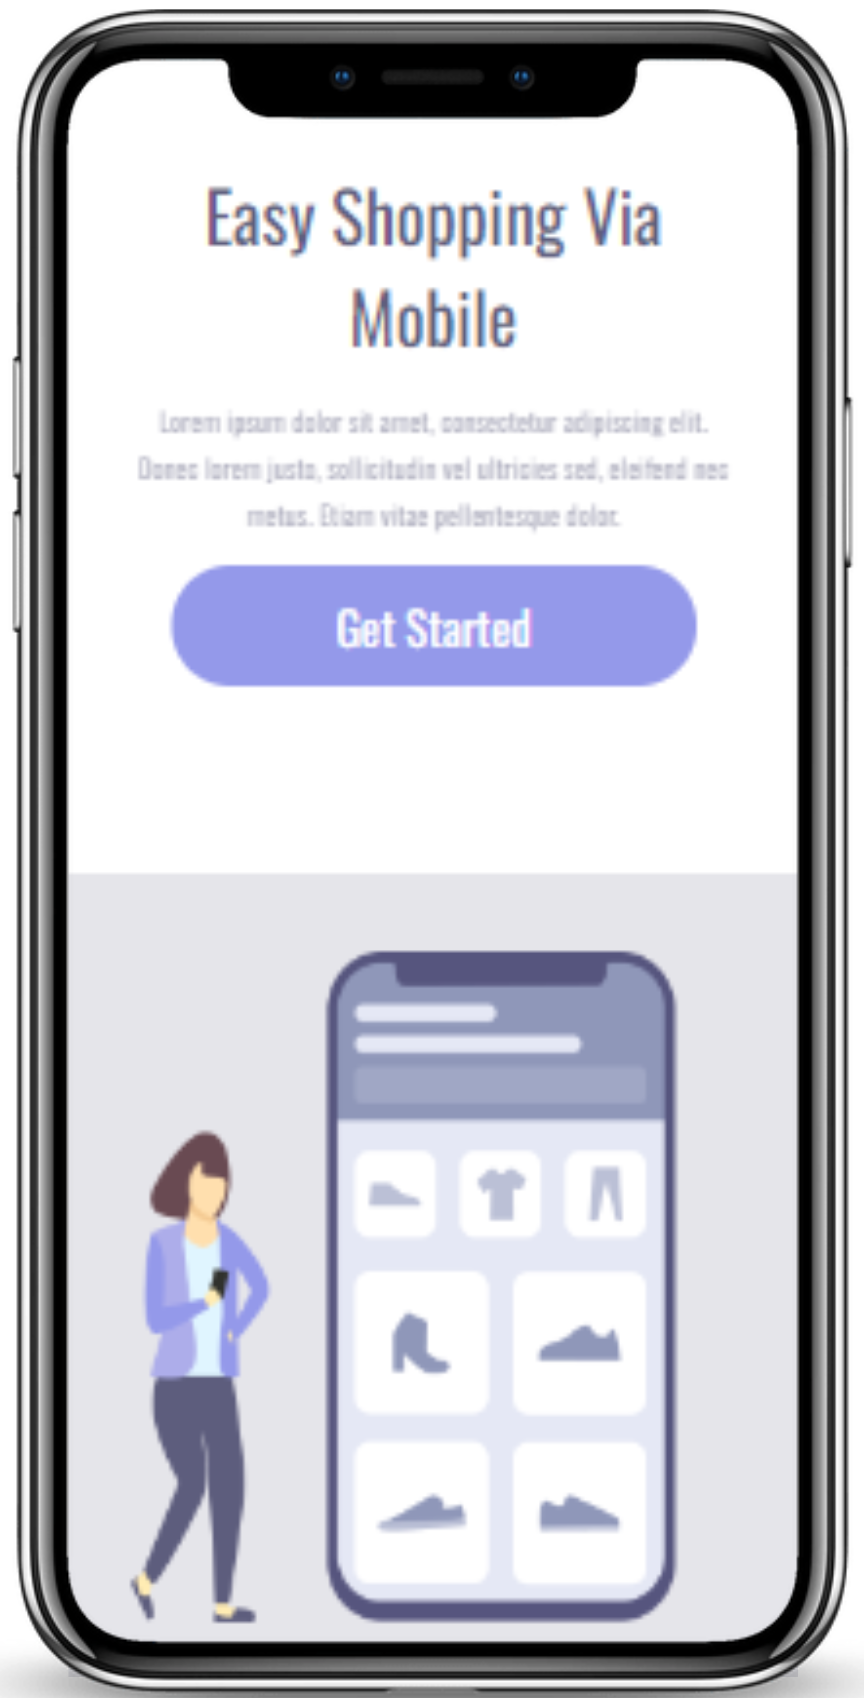 Easy Shopping Via
Mobile
Lorem ipsum dolor sit amet, consectetur adipiscing elit.
Donec lorem justo, sollicitudin vel ultricies sed, eleifend nec
metus. Etiam vitae pellentesque dolor.
Get Started